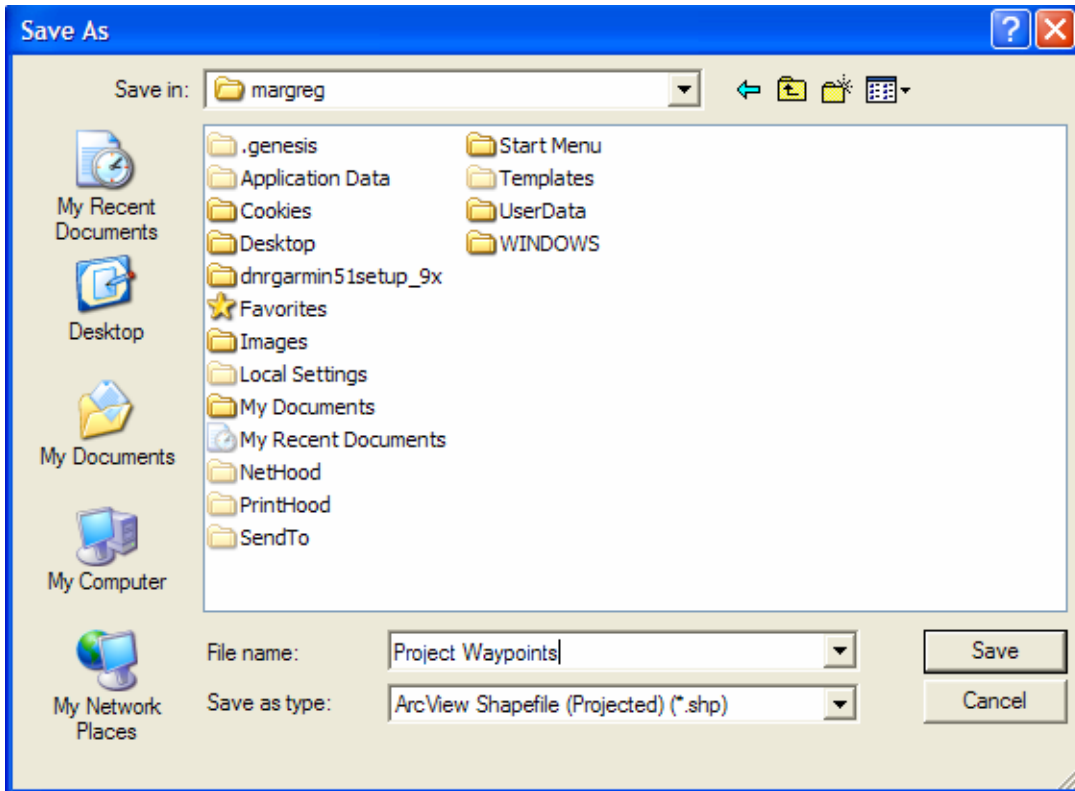 Save As
Save in:
margreg
My Recent
Documents
Desktop
My Documents
My Computer
My Network
Places
.genesis
Application Data
Cookies
Desktop
dnrgarmin51setup_9x
Favorites
Images
Local Settings
My Documents
My Recent Documents
NetHood
PrintHood
SendTo
Start Menu
Templates
UserData
WINDOWS
File name:
Project Waypoints
Save
Save as type:
ArcView Shapefile (Projected) (*.shp)
Cancel